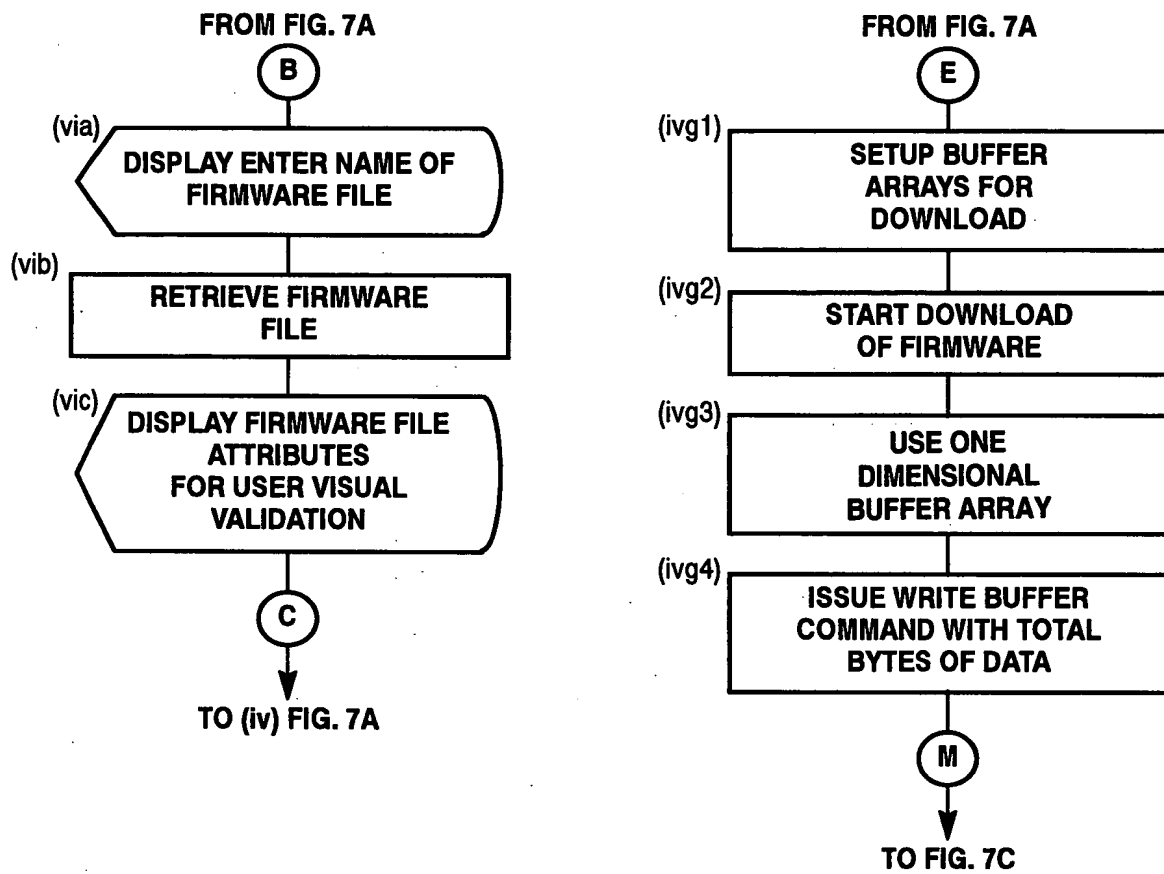 FROM FIG. 7A
B
(via)
DISPLAY ENTER NAME OF
FIRMWARE FILE
(vib)
RETRIEVE FIRMWARE
FILE
(vic)
DISPLAY FIRMWARE FILE
ATTRIBUTES
FOR USER VISUAL
VALIDATION
C
TO (iv) FIG. 7A
FROM FIG. 7A
E
(ivg1)
SETUP BUFFER
ARRAYS FOR
DOWNLOAD
(ivg2)
START DOWNLOAD
OF FIRMWARE
(ivg3)
USE ONE
DIMENSIONAL
BUFFER ARRAY
(ivg4)
ISSUE WRITE BUFFER
COMMAND WITH TOTAL
BYTES OF DATA
M
TO FIG. 7C